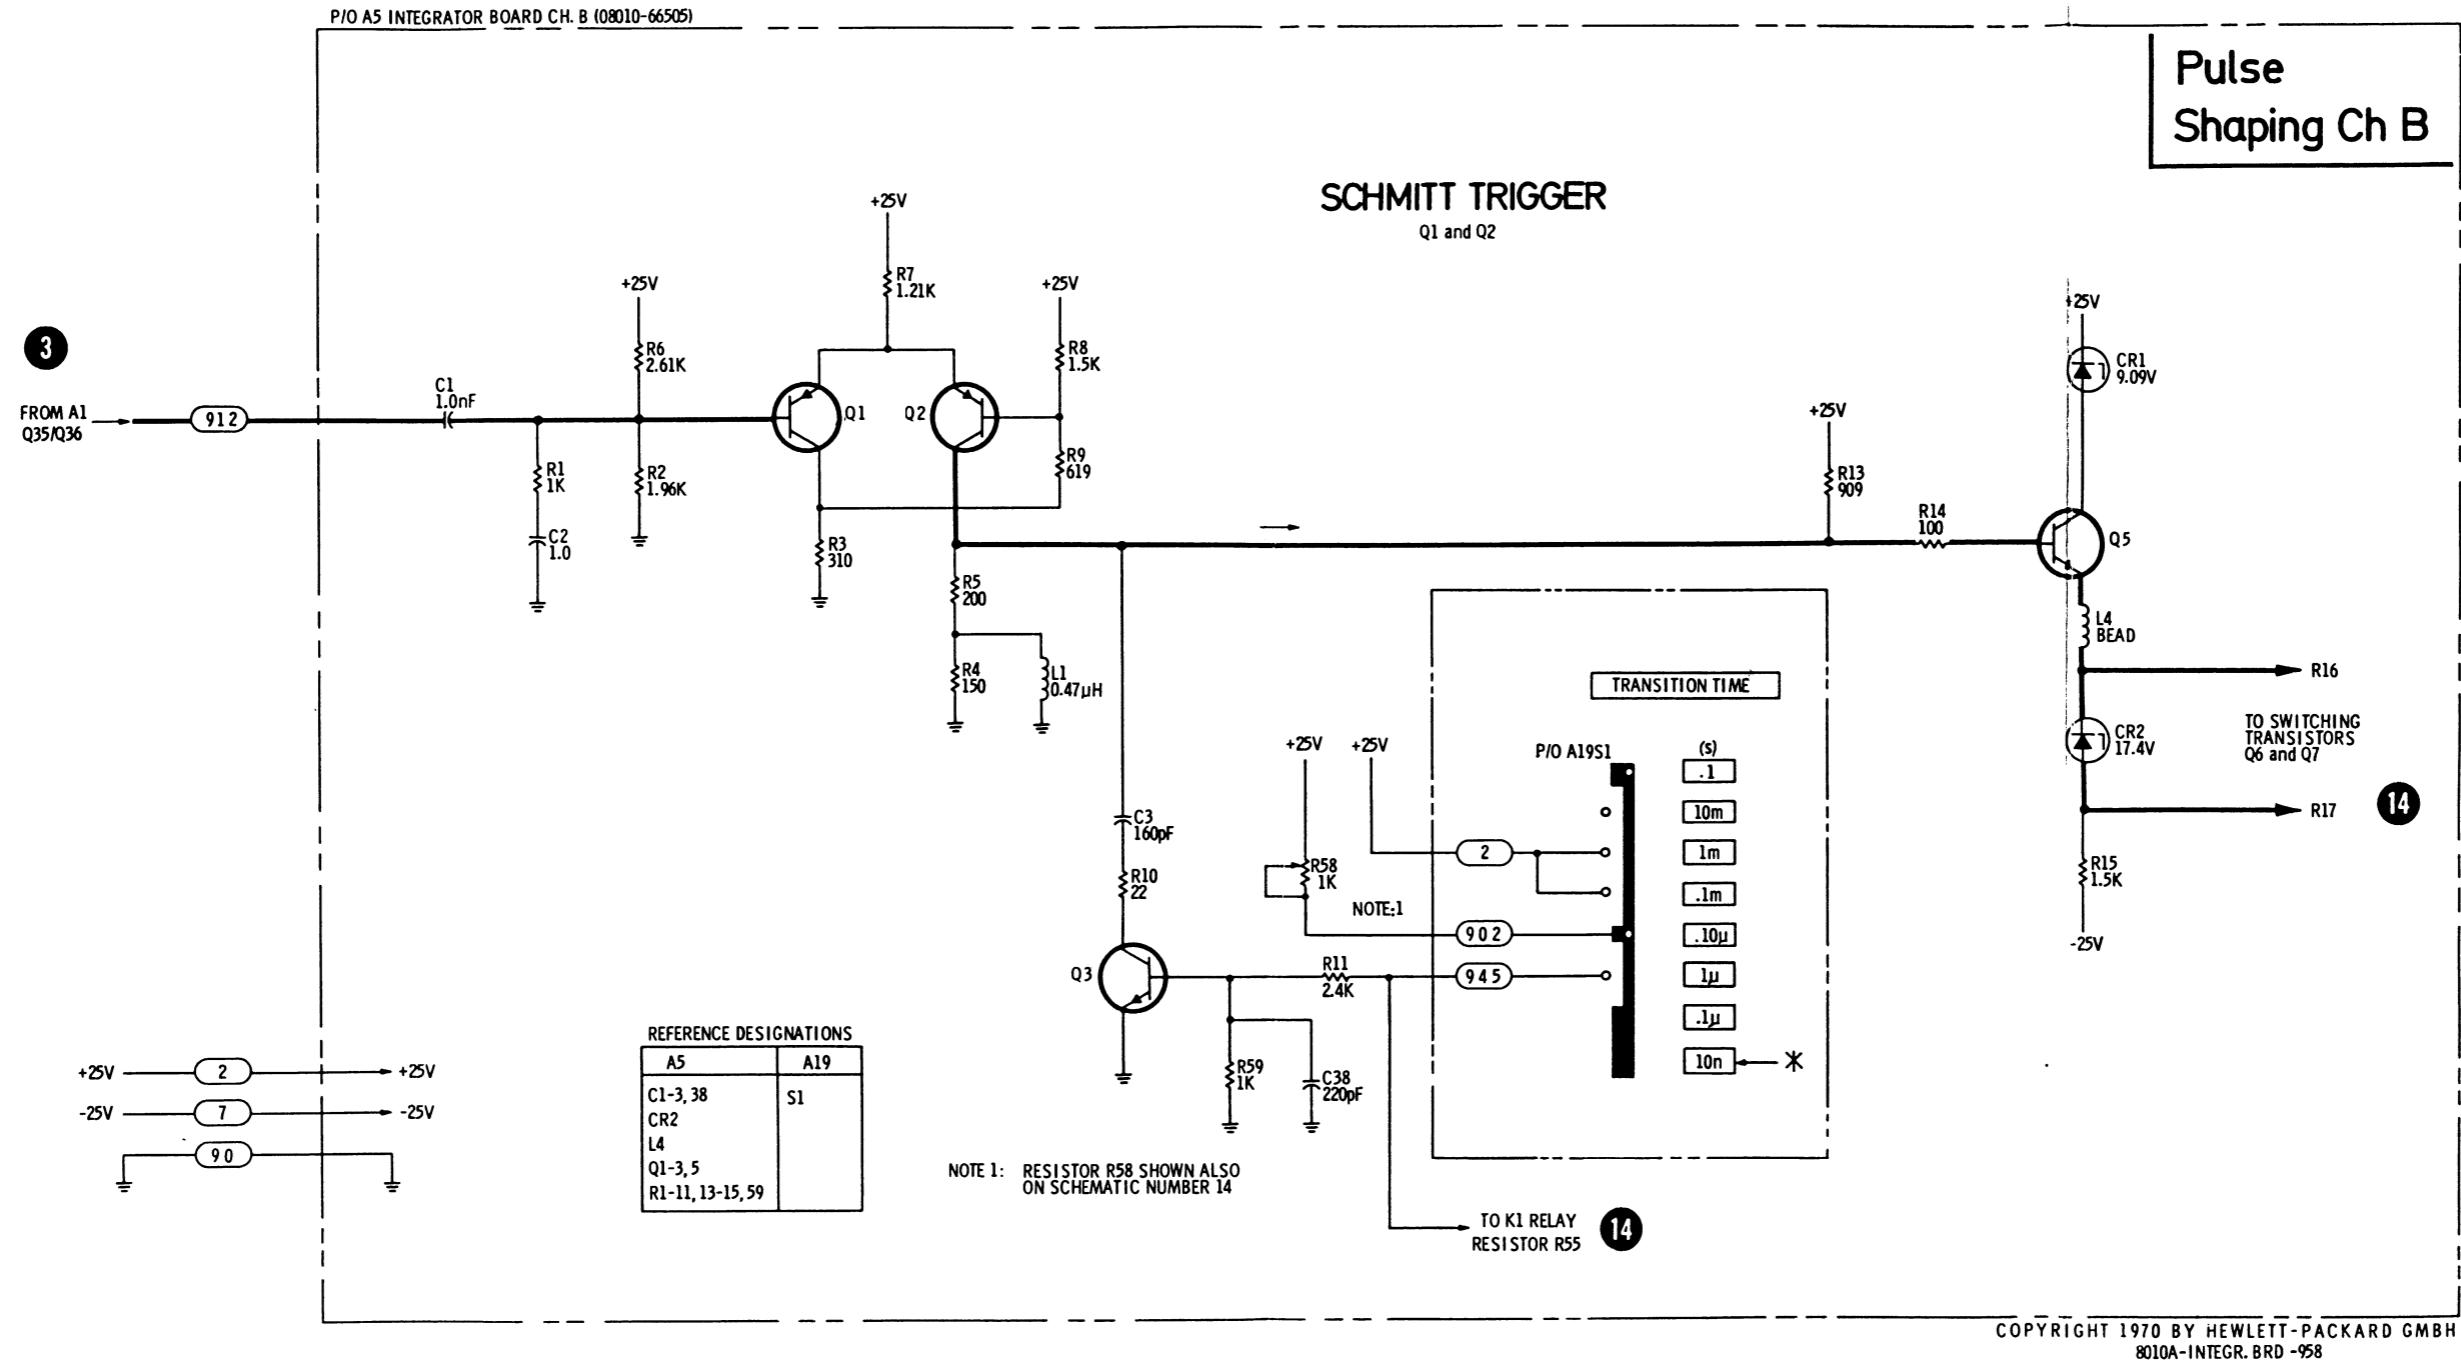 P/O A5 INTEGRATOR BOARD CH. B (08010-66505)
Pulse
Shaping Ch B
SCHMITT TRIGGER
Q1 and Q2
+25V
R7
1.21K
+25V
R6
2.61K
+25V
R8
1.5K
+25V
CR1
9.09V
3
FROM A1
Q35/Q36
912
C1
1.0nF
Q1
Q2
R1
1K
R2
1.96K
R9
619
C2
1.0
R3
310
+25V
R13
909
R14
100
Q5
R5
200
R4
150
L1
0.47µH
L4
BEAD
R16
TO SWITCHING
TRANSISTORS
Q6 and Q7
CR2
17.4V
R17
14
R15
1.5K
-25V
TRANSITION TIME
P/O A19S1
(s)
.1
10m
1m
.1m
.10µ
1µ
.1µ
10n
+25V
+25V
2
R58
1K
NOTE:1
902
945
C3
160pF
R10
22
Q3
R11
2.4K
R59
1K
C38
220pF
+25V
2
+25V
-25V
7
-25V
90
REFERENCE DESIGNATIONS
A5 A19
C1-3, 38 S1
CR2
L4
Q1-3, 5
R1-11, 13-15, 59
NOTE 1: RESISTOR R58 SHOWN ALSO
ON SCHEMATIC NUMBER 14
TO K1 RELAY
RESISTOR R55
14
COPYRIGHT 1970 BY HEWLETT-PACKARD GMBH
8010A-INTEGR. BRD -958